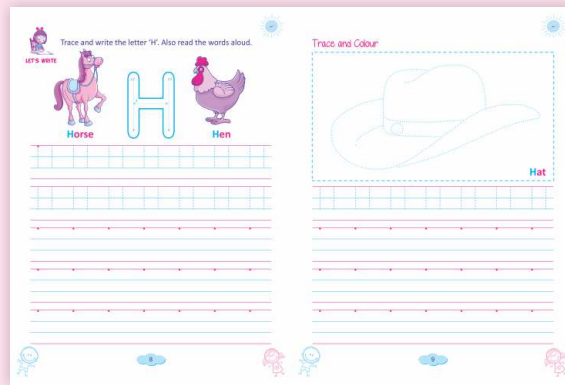 Trace and write the letter 'H'. Also read the words aloud.
LET'S WRITE
H
Horse
Hen
8
Trace and Colour
Hat
9